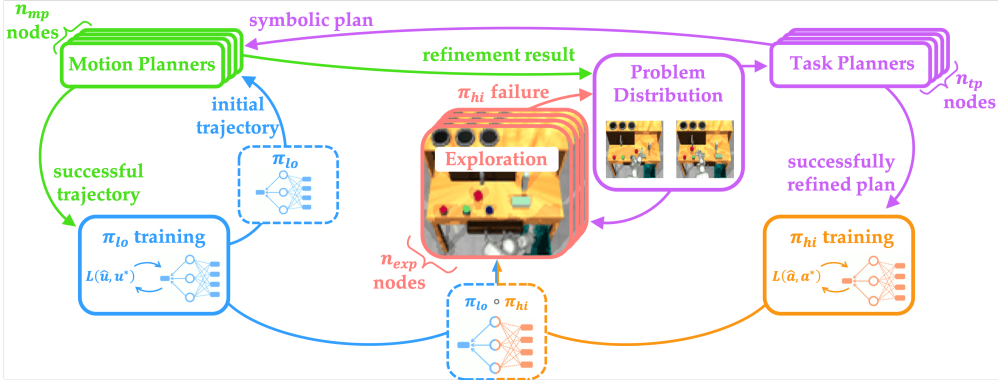 n_mp
nodes
symbolic plan
Motion Planners
refinement result
Problem
Distribution
Task Planners
n_tp
nodes
π_hi failure
initial
trajectory
Exploration
π_lo
successful
trajectory
successfully
refined plan
π_lo training
L(û, u*)
n_exp
nodes
π_hi training
L(â, a*)
π_lo ∘ π_hi